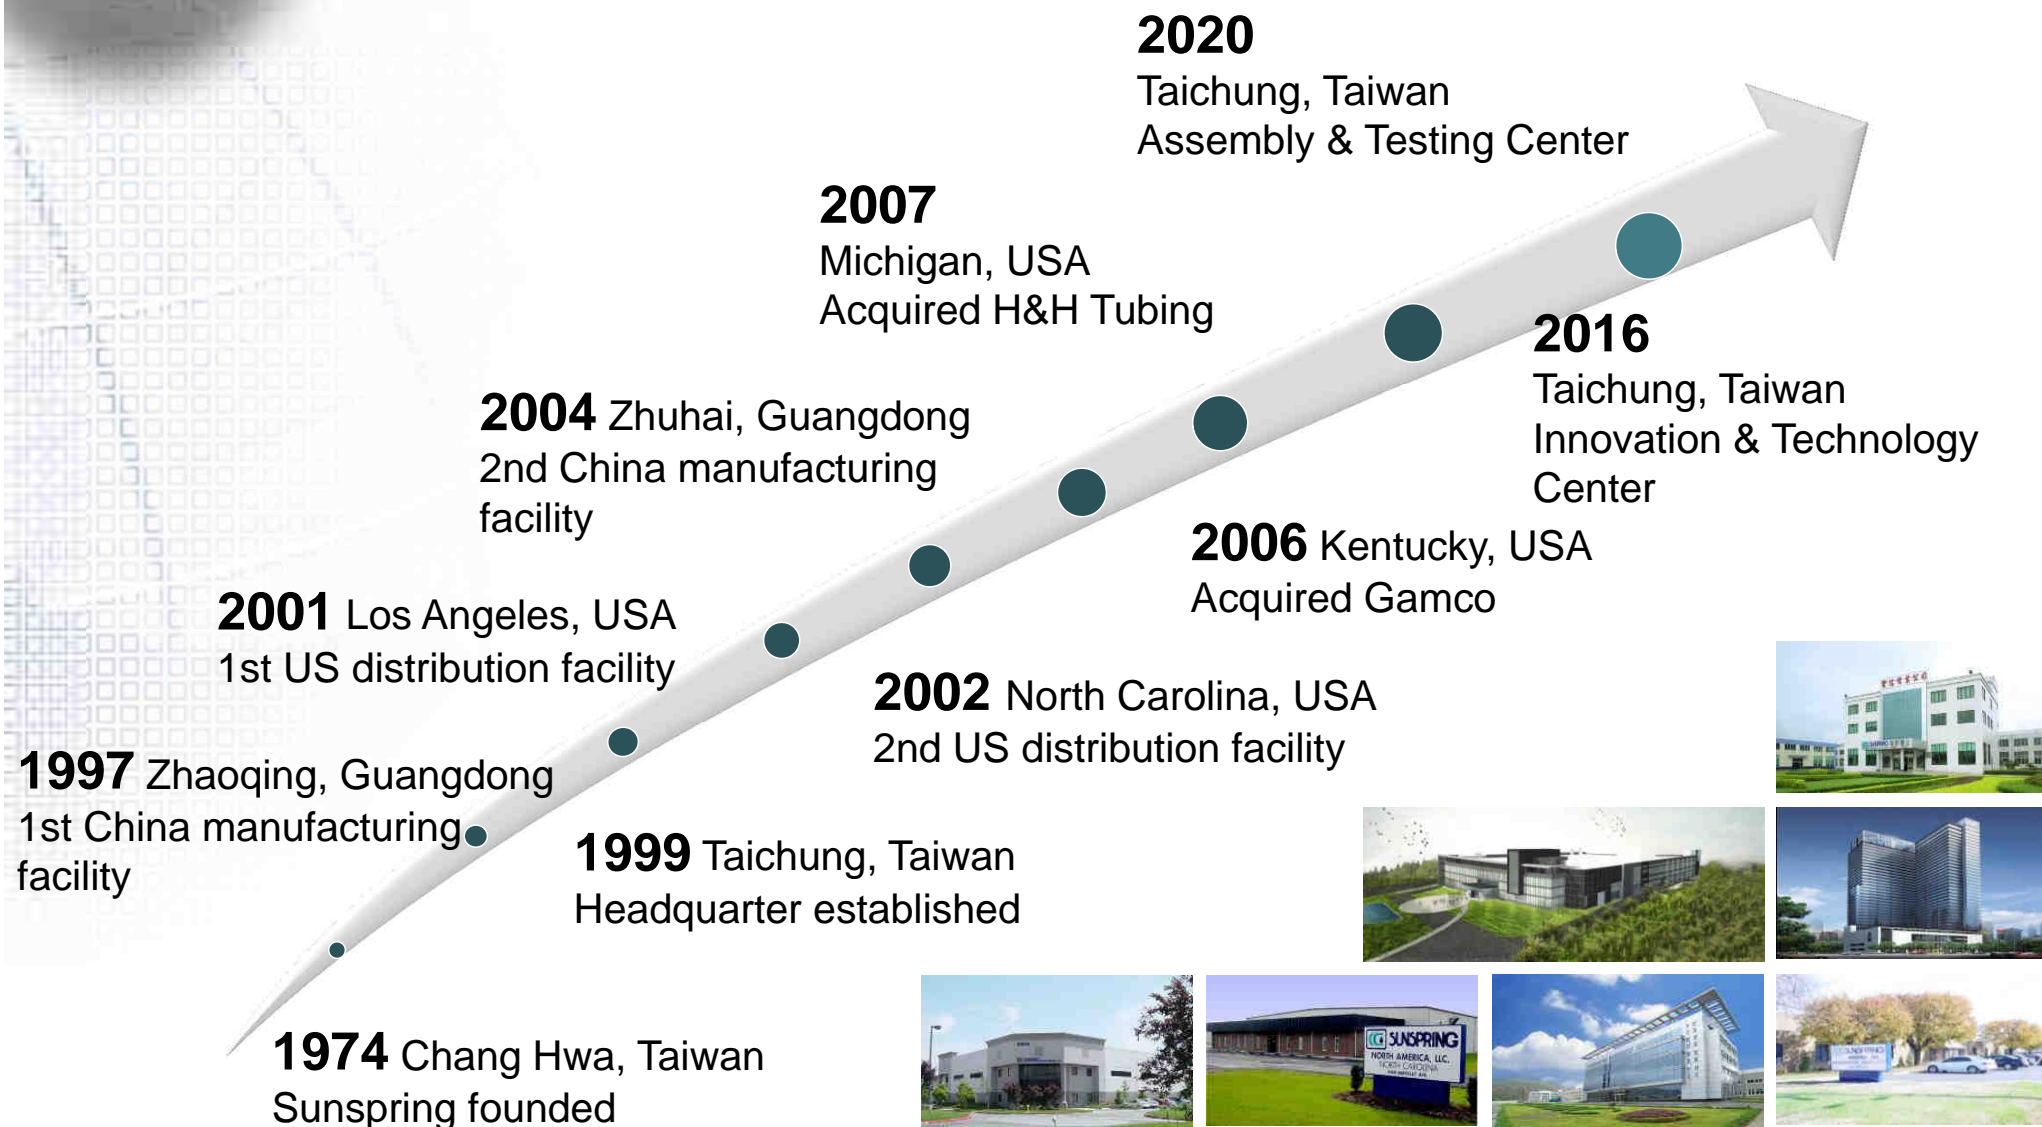 2020
Taichung, Taiwan
Assembly & Testing Center
2007
Michigan, USA
Acquired H&H Tubing
2016
Taichung, Taiwan
Innovation & Technology
Center
2004 Zhuhai, Guangdong
2nd China manufacturing
facility
2006 Kentucky, USA
Acquired Gamco
2001 Los Angeles, USA
1st US distribution facility
2002 North Carolina, USA
2nd US distribution facility
1997 Zhaoqing, Guangdong
1st China manufacturing
facility
1999 Taichung, Taiwan
Headquarter established
1974 Chang Hwa, Taiwan
Sunspring founded
SUNSPRING
NORTH AMERICA, LLC.
NORTH CAROLINA
SUNSPRING